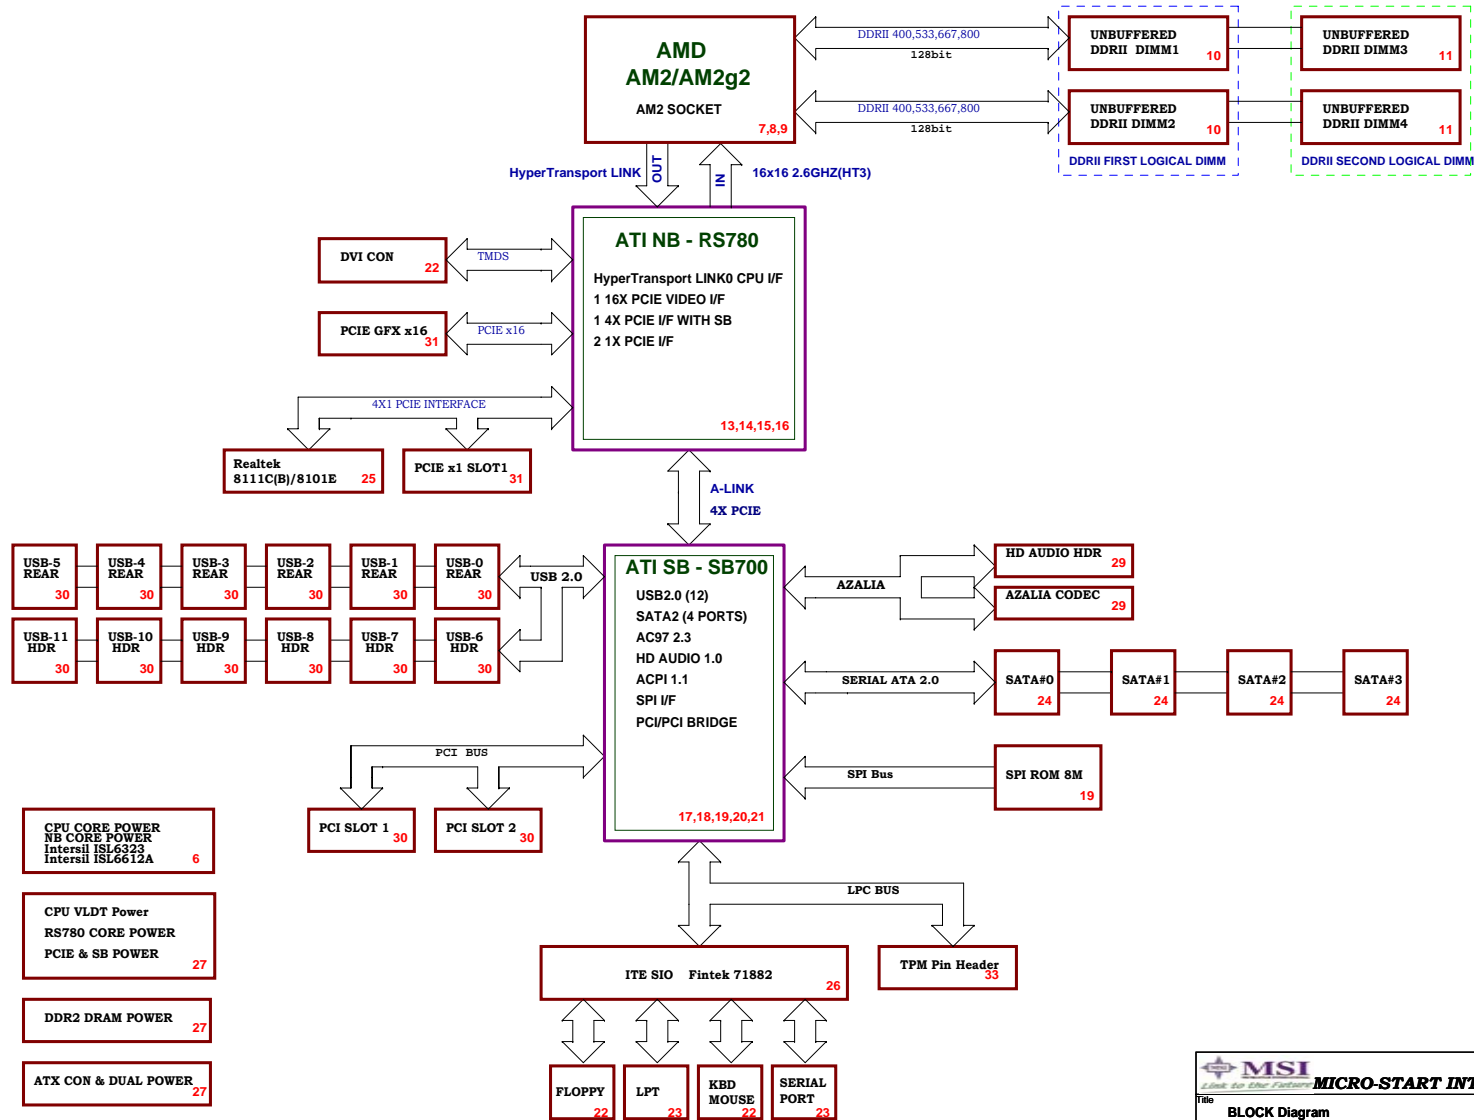 AMD
AM2/AM2g2
AM2 SOCKET
7,8,9
DDRII 400,533,667,800
128bit
DDRII 400,533,667,800
128bit
UNBUFFERED
DDRII DIMM1
10
UNBUFFERED
DDRII DIMM3
11
UNBUFFERED
DDRII DIMM2
10
UNBUFFERED
DDRII DIMM4
11
DDRII FIRST LOGICAL DIMM
DDRII SECOND LOGICAL DIMM
HyperTransport LINK
OUT
IN
16x16 2.6GHZ(HT3)
ATI NB - RS780
HyperTransport LINK0 CPU I/F
1 16X PCIE VIDEO I/F
1 4X PCIE I/F WITH SB
2 1X PCIE I/F
13,14,15,16
DVI CON
22
TMDS
PCIE GFX x16
31
PCIE x16
4X1 PCIE INTERFACE
Realtek
8111C(B)/8101E
25
PCIE x1 SLOT1
31
A-LINK
4X PCIE
USB-5
REAR
30
USB-4
REAR
30
USB-3
REAR
30
USB-2
REAR
30
USB-1
REAR
30
USB-0
REAR
30
USB 2.0
USB-11
HDR
30
USB-10
HDR
30
USB-9
HDR
30
USB-8
HDR
30
USB-7
HDR
30
USB-6
HDR
30
ATI SB - SB700
USB2.0 (12)
SATA2 (4 PORTS)
AC97 2.3
HD AUDIO 1.0
ACPI 1.1
SPI I/F
PCI/PCI BRIDGE
17,18,19,20,21
AZALIA
HD AUDIO HDR
29
AZALIA CODEC
29
SERIAL ATA 2.0
SATA#0
24
SATA#1
24
SATA#2
24
SATA#3
24
PCI BUS
PCI SLOT 1
30
PCI SLOT 2
30
SPI Bus
SPI ROM 8M
19
CPU CORE POWER
NB CORE POWER
Intersil ISL6323
Intersil ISL6612A
6
CPU VLDT Power
RS780 CORE POWER
PCIE & SB POWER
27
DDR2 DRAM POWER
27
ATX CON & DUAL POWER
27
LPC BUS
ITE SIO Fintek 71882
26
TPM Pin Header
33
FLOPPY
22
LPT
23
KBD
MOUSE
22
SERIAL
PORT
23
MSI
Link to the Future
MICRO-START INT
Title
BLOCK Diagram